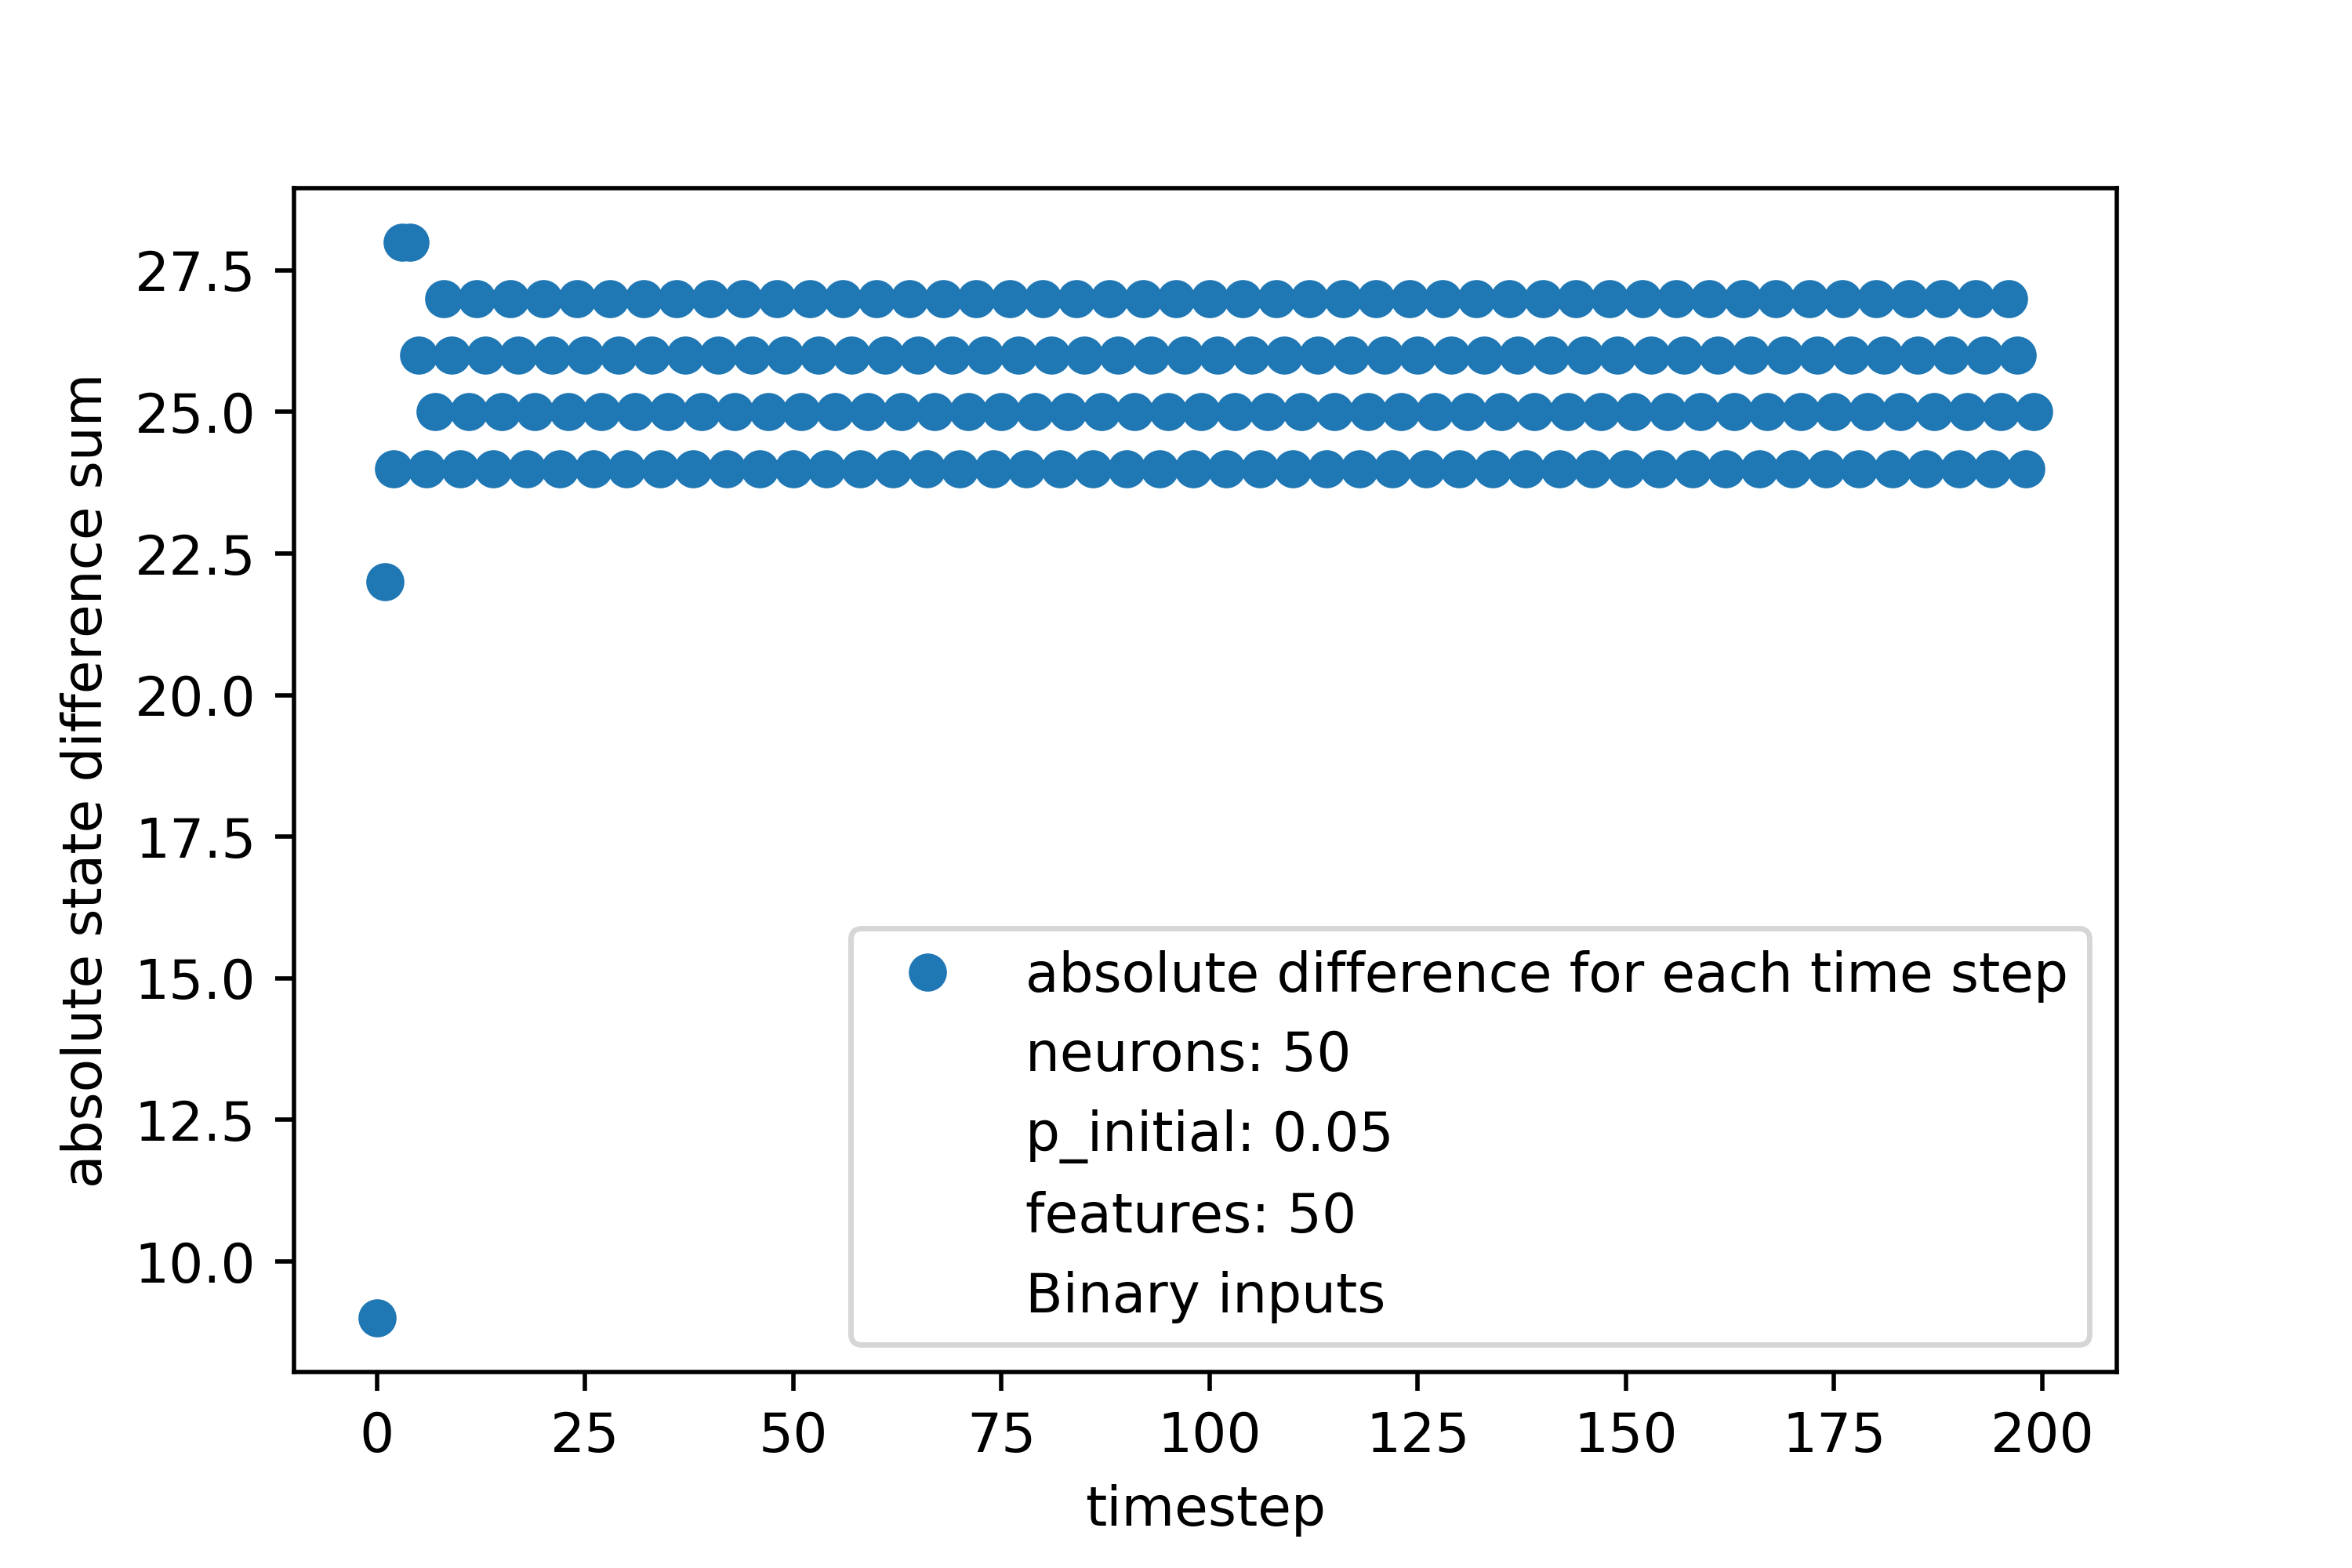 27.5
25.0
22.5
20.0
17.5
15.0
12.5
10.0
absolute state difference sum
absolute difference for each time step
neurons: 50
p_initial: 0.05
features: 50
Binary inputs
0 25 50 75 100 125 150 175 200
timestep